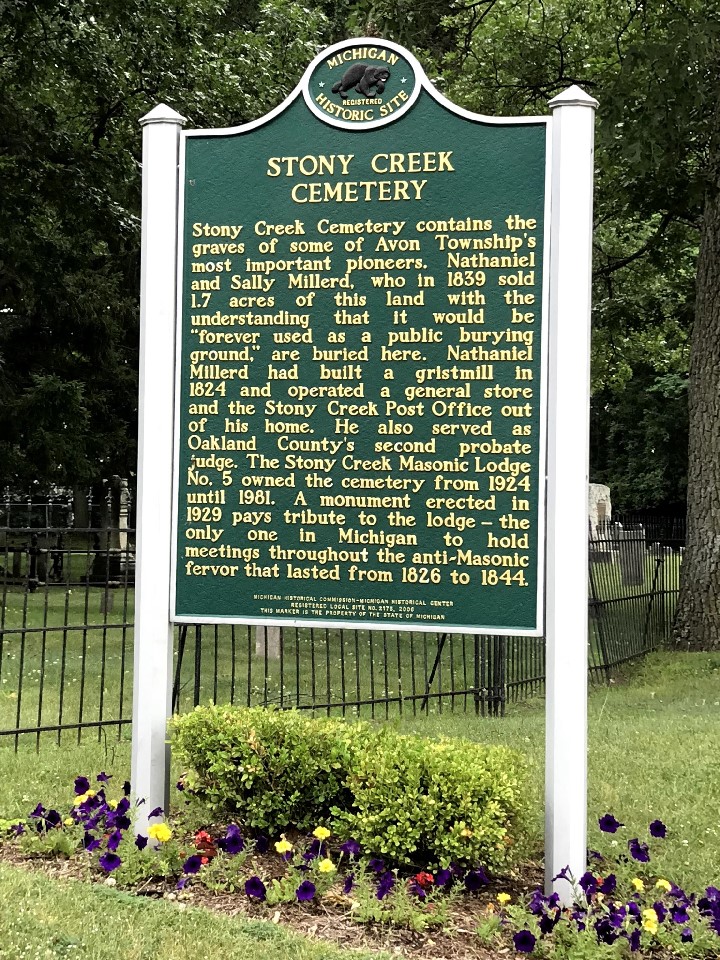 MICHIGAN
REGISTERED
HISTORIC SITE
STONY CREEK
CEMETERY
Stony Creek Cemetery contains the
graves of some of Avon Township's
most important pioneers. Nathaniel
and Sally Millerd, who in 1839 sold
1.7 acres of this land with the
understanding that it would be
"forever used as a public burying
ground," are buried here. Nathaniel
Millerd had built a gristmill in
1824 and operated a general store
and the Stony Creek Post Office out
of his home. He also served as
Oakland County's second probate
judge. The Stony Creek Masonic Lodge
No. 5 owned the cemetery from 1924
until 1981. A monument erected in
1929 pays tribute to the lodge – the
only one in Michigan to hold
meetings throughout the anti-Masonic
fervor that lasted from 1826 to 1844.
MICHIGAN HISTORICAL COMMISSION–MICHIGAN HISTORICAL CENTER
REGISTERED LOCAL SITE NO. 2175, 2006
THIS MARKER IS THE PROPERTY OF THE STATE OF MICHIGAN